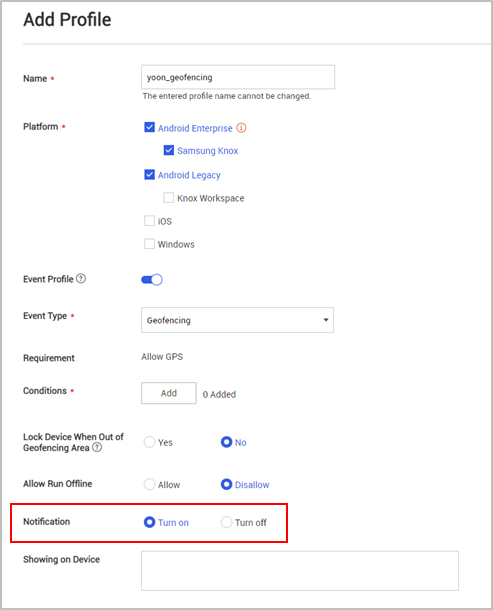 Add Profile
Name *
yoon_geofencing
The entered profile name cannot be changed.
Platform *
Android Enterprise
Samsung Knox
Android Legacy
Knox Workspace
iOS
Windows
Event Profile ?
Event Type *
Geofencing
Requirement
Allow GPS
Conditions *
Add
0 Added
Lock Device When Out of
Geofencing Area ?
Yes
No
Allow Run Offline
Allow
Disallow
Notification
Turn on
Turn off
Showing on Device